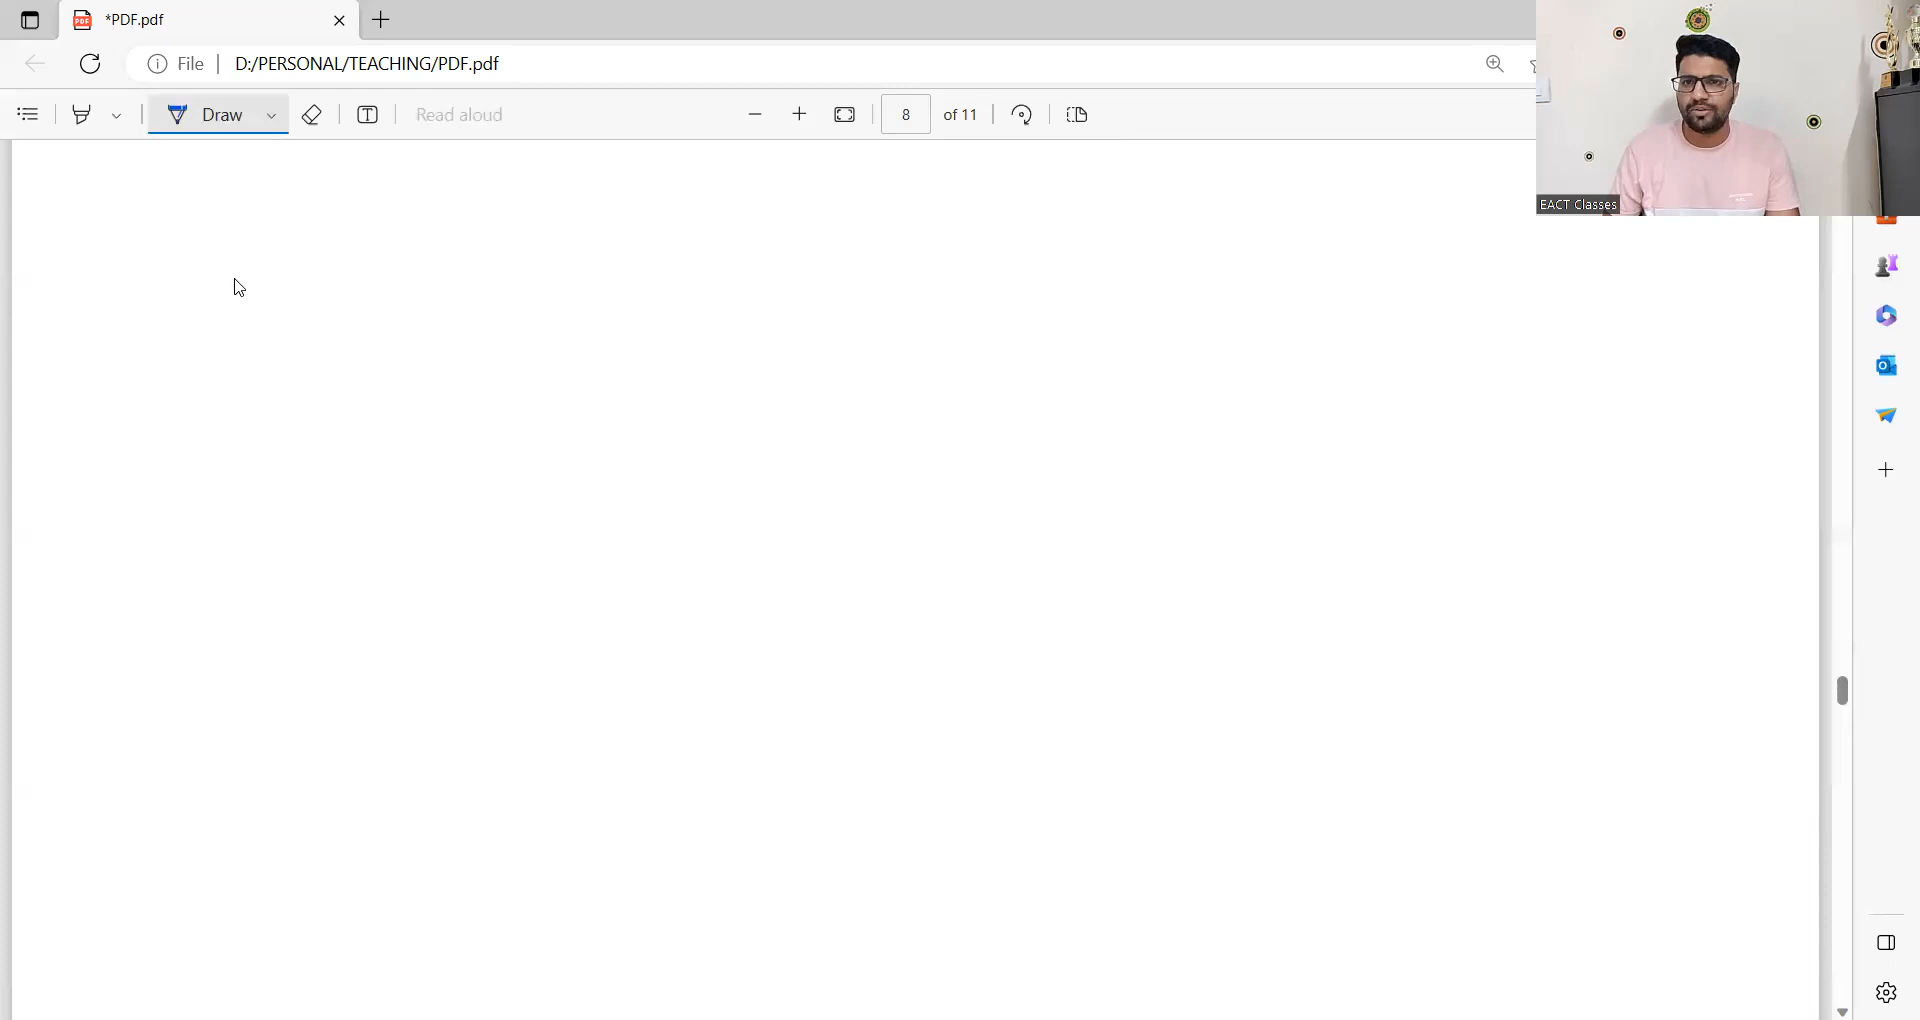 *PDF.pdf
File
D:/PERSONAL/TEACHING/PDF.pdf
Draw
Read aloud
8 of 11
EACT Classes